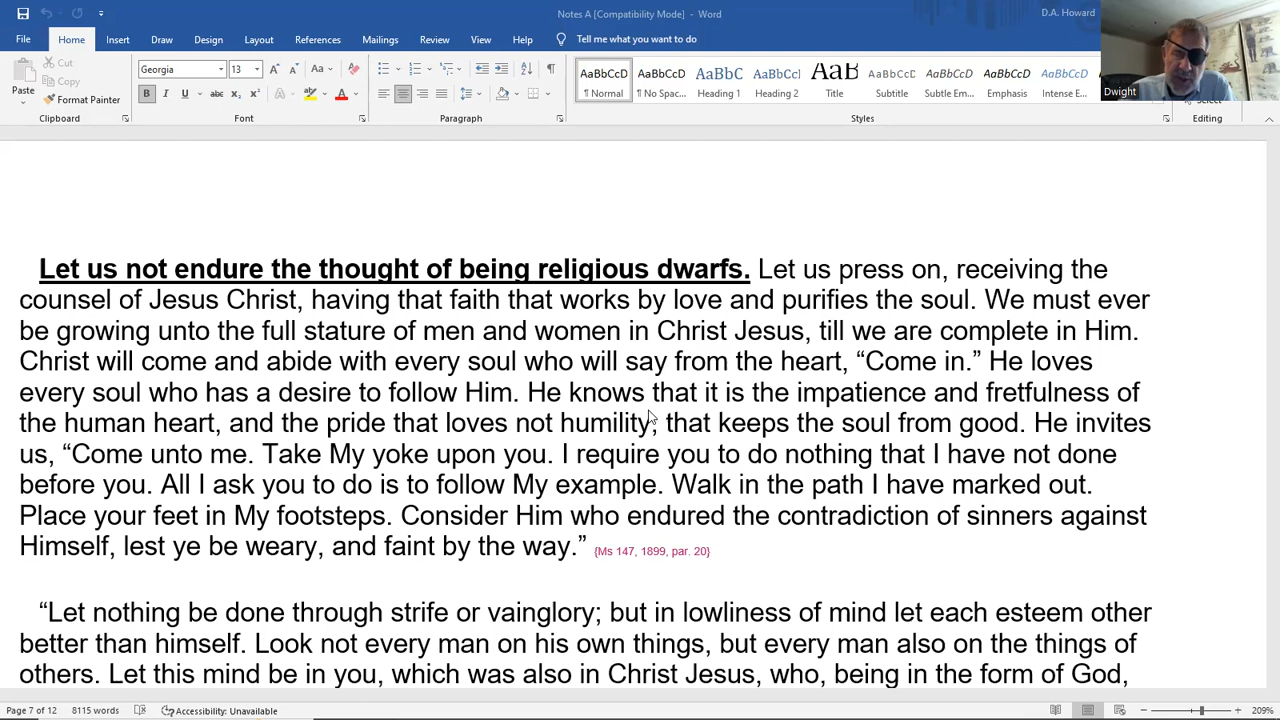 Notes A [Compatibility Mode] - Word
D.A. Howard
File Home Insert Draw Design Layout References Mailings Review View Help Tell me what you want to do
Cut
Copy
Format Painter
Paste
Georgia 13
AaBbCcD AaBbCcD AaBbC AaBbCcl AaB AaBbCcD AaBbCcD AaBbCcD AaBbCcD
¶ Normal ¶ No Spac... Heading 1 Heading 2 Title Subtitle Subtle Em... Emphasis Intense E...
Dwight
Select
Clipboard Font Paragraph Styles Editing
Let us not endure the thought of being religious dwarfs. Let us press on, receiving the
counsel of Jesus Christ, having that faith that works by love and purifies the soul. We must ever
be growing unto the full stature of men and women in Christ Jesus, till we are complete in Him.
Christ will come and abide with every soul who will say from the heart, “Come in.” He loves
every soul who has a desire to follow Him. He knows that it is the impatience and fretfulness of
the human heart, and the pride that loves not humility, that keeps the soul from good. He invites
us, “Come unto me. Take My yoke upon you. I require you to do nothing that I have not done
before you. All I ask you to do is to follow My example. Walk in the path I have marked out.
Place your feet in My footsteps. Consider Him who endured the contradiction of sinners against
Himself, lest ye be weary, and faint by the way.” {Ms 147, 1899, par. 20}
“Let nothing be done through strife or vainglory; but in lowliness of mind let each esteem other
better than himself. Look not every man on his own things, but every man also on the things of
others. Let this mind be in you, which was also in Christ Jesus, who, being in the form of God,
Page 7 of 12 8115 words Accessibility: Unavailable 209%